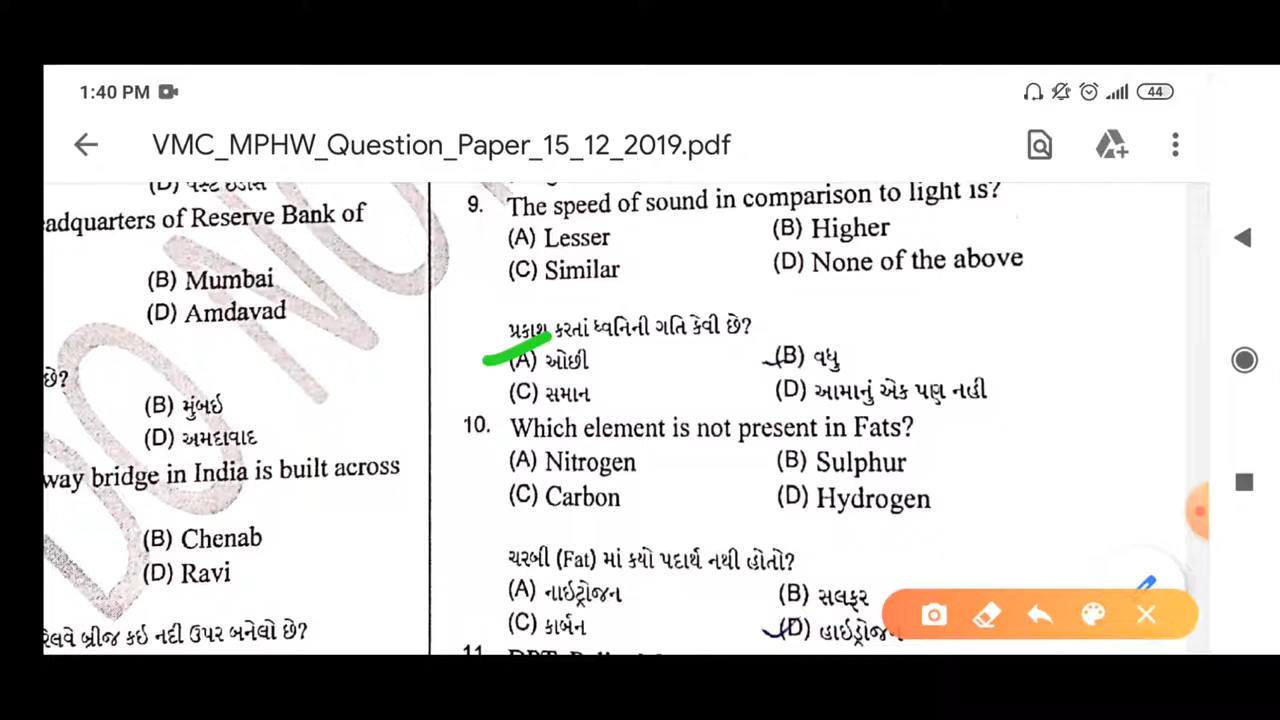 1:40 PM
44
VMC_MPHW_Question_Paper_15_12_2019.pdf
(D) વેસ્ટ ઇંડીસ
eadquarters of Reserve Bank of
(B) Mumbai
(D) Amdavad
છે?
(B) મુંબઇ
(D) અમદાવાદ
way bridge in India is built across
(B) Chenab
(D) Ravi
રેલવે બ્રીજ કઇ નદી ઉપર બનેલો છે?
9. The speed of sound in comparison to light is?
(A) Lesser
(B) Higher
(C) Similar
(D) None of the above
પ્રકાશ કરતાં ધ્વનિની ગતિ કેવી છે?
(A) ઓછી
(B) વધુ
(C) સમાન
(D) આમાનું એક પણ નહી
10. Which element is not present in Fats?
(A) Nitrogen
(B) Sulphur
(C) Carbon
(D) Hydrogen
ચરબી (Fat) માં કયો પદાર્થ નથી હોતો?
(A) નાઇટ્રોજન
(B) સલફર
(C) કાર્બન
(D) હાઇડ્રોજન
11